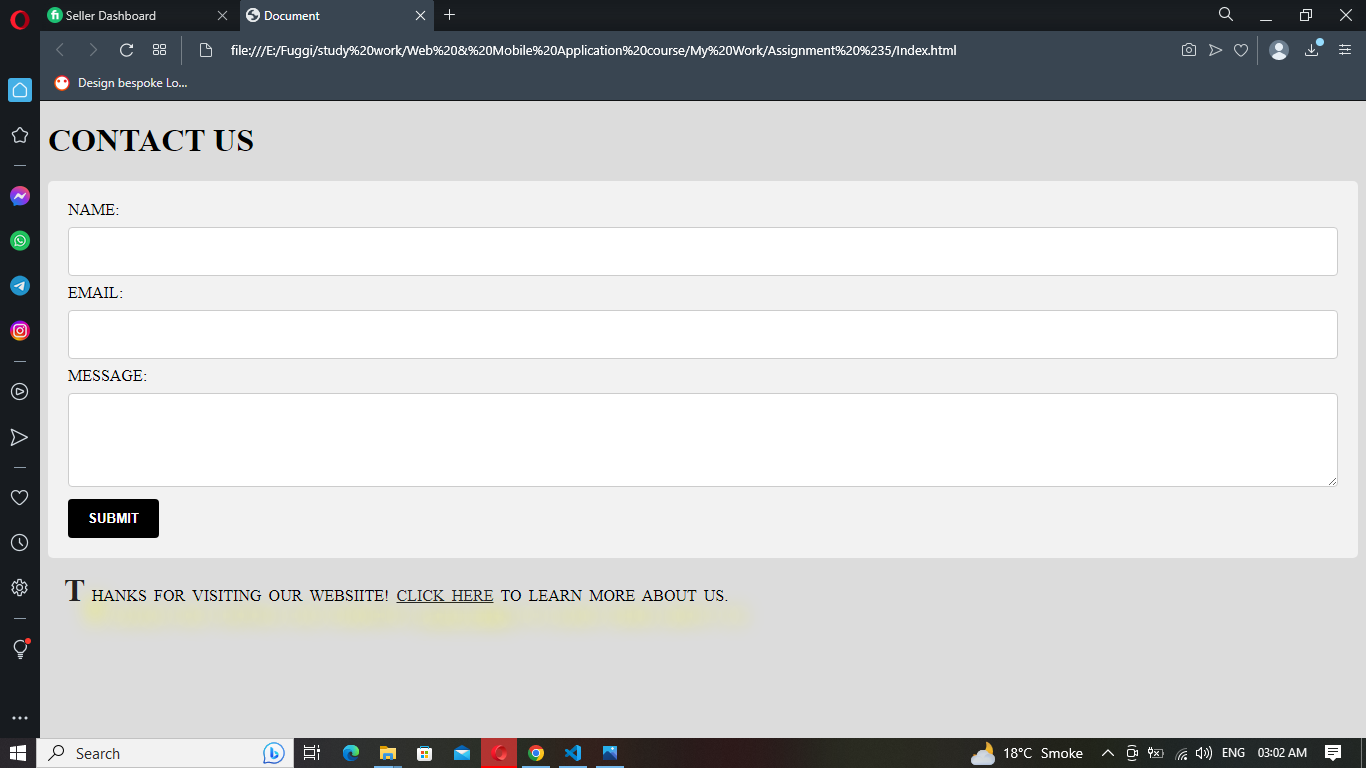 Seller Dashboard
Document
file:///E:/Fuggi/study%20work/Web%20&%20Mobile%20Application%20course/My%20Work/Assignment%20%235/Index.html
Design bespoke Lo...
CONTACT US
NAME:
EMAIL:
MESSAGE:
SUBMIT
T HANKS FOR VISITING OUR WEBSIITE! CLICK HERE TO LEARN MORE ABOUT US.
Search
18°C Smoke
ENG
03:02 AM